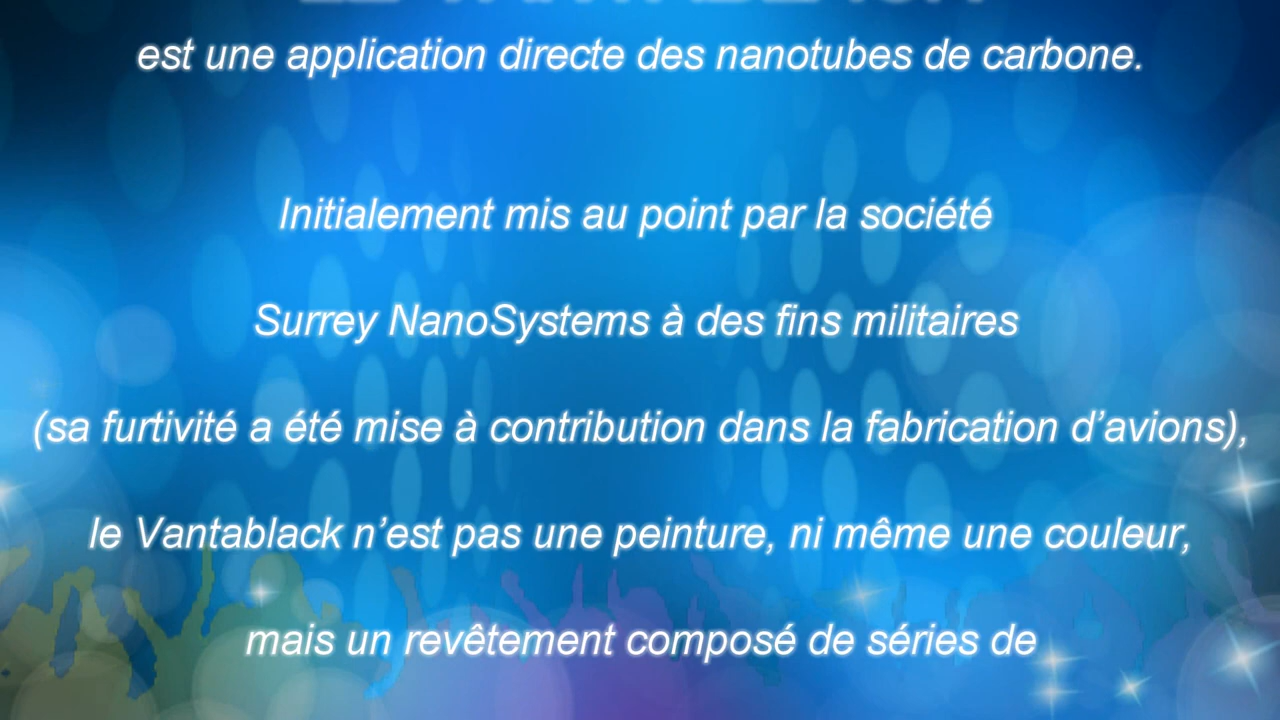 est une application directe des nanotubes de carbone.
Initialement mis au point par la société
Surrey NanoSystems à des fins militaires
(sa furtivité a été mise à contribution dans la fabrication d’avions),
le Vantablack n’est pas une peinture, ni même une couleur,
mais un revêtement composé de séries de